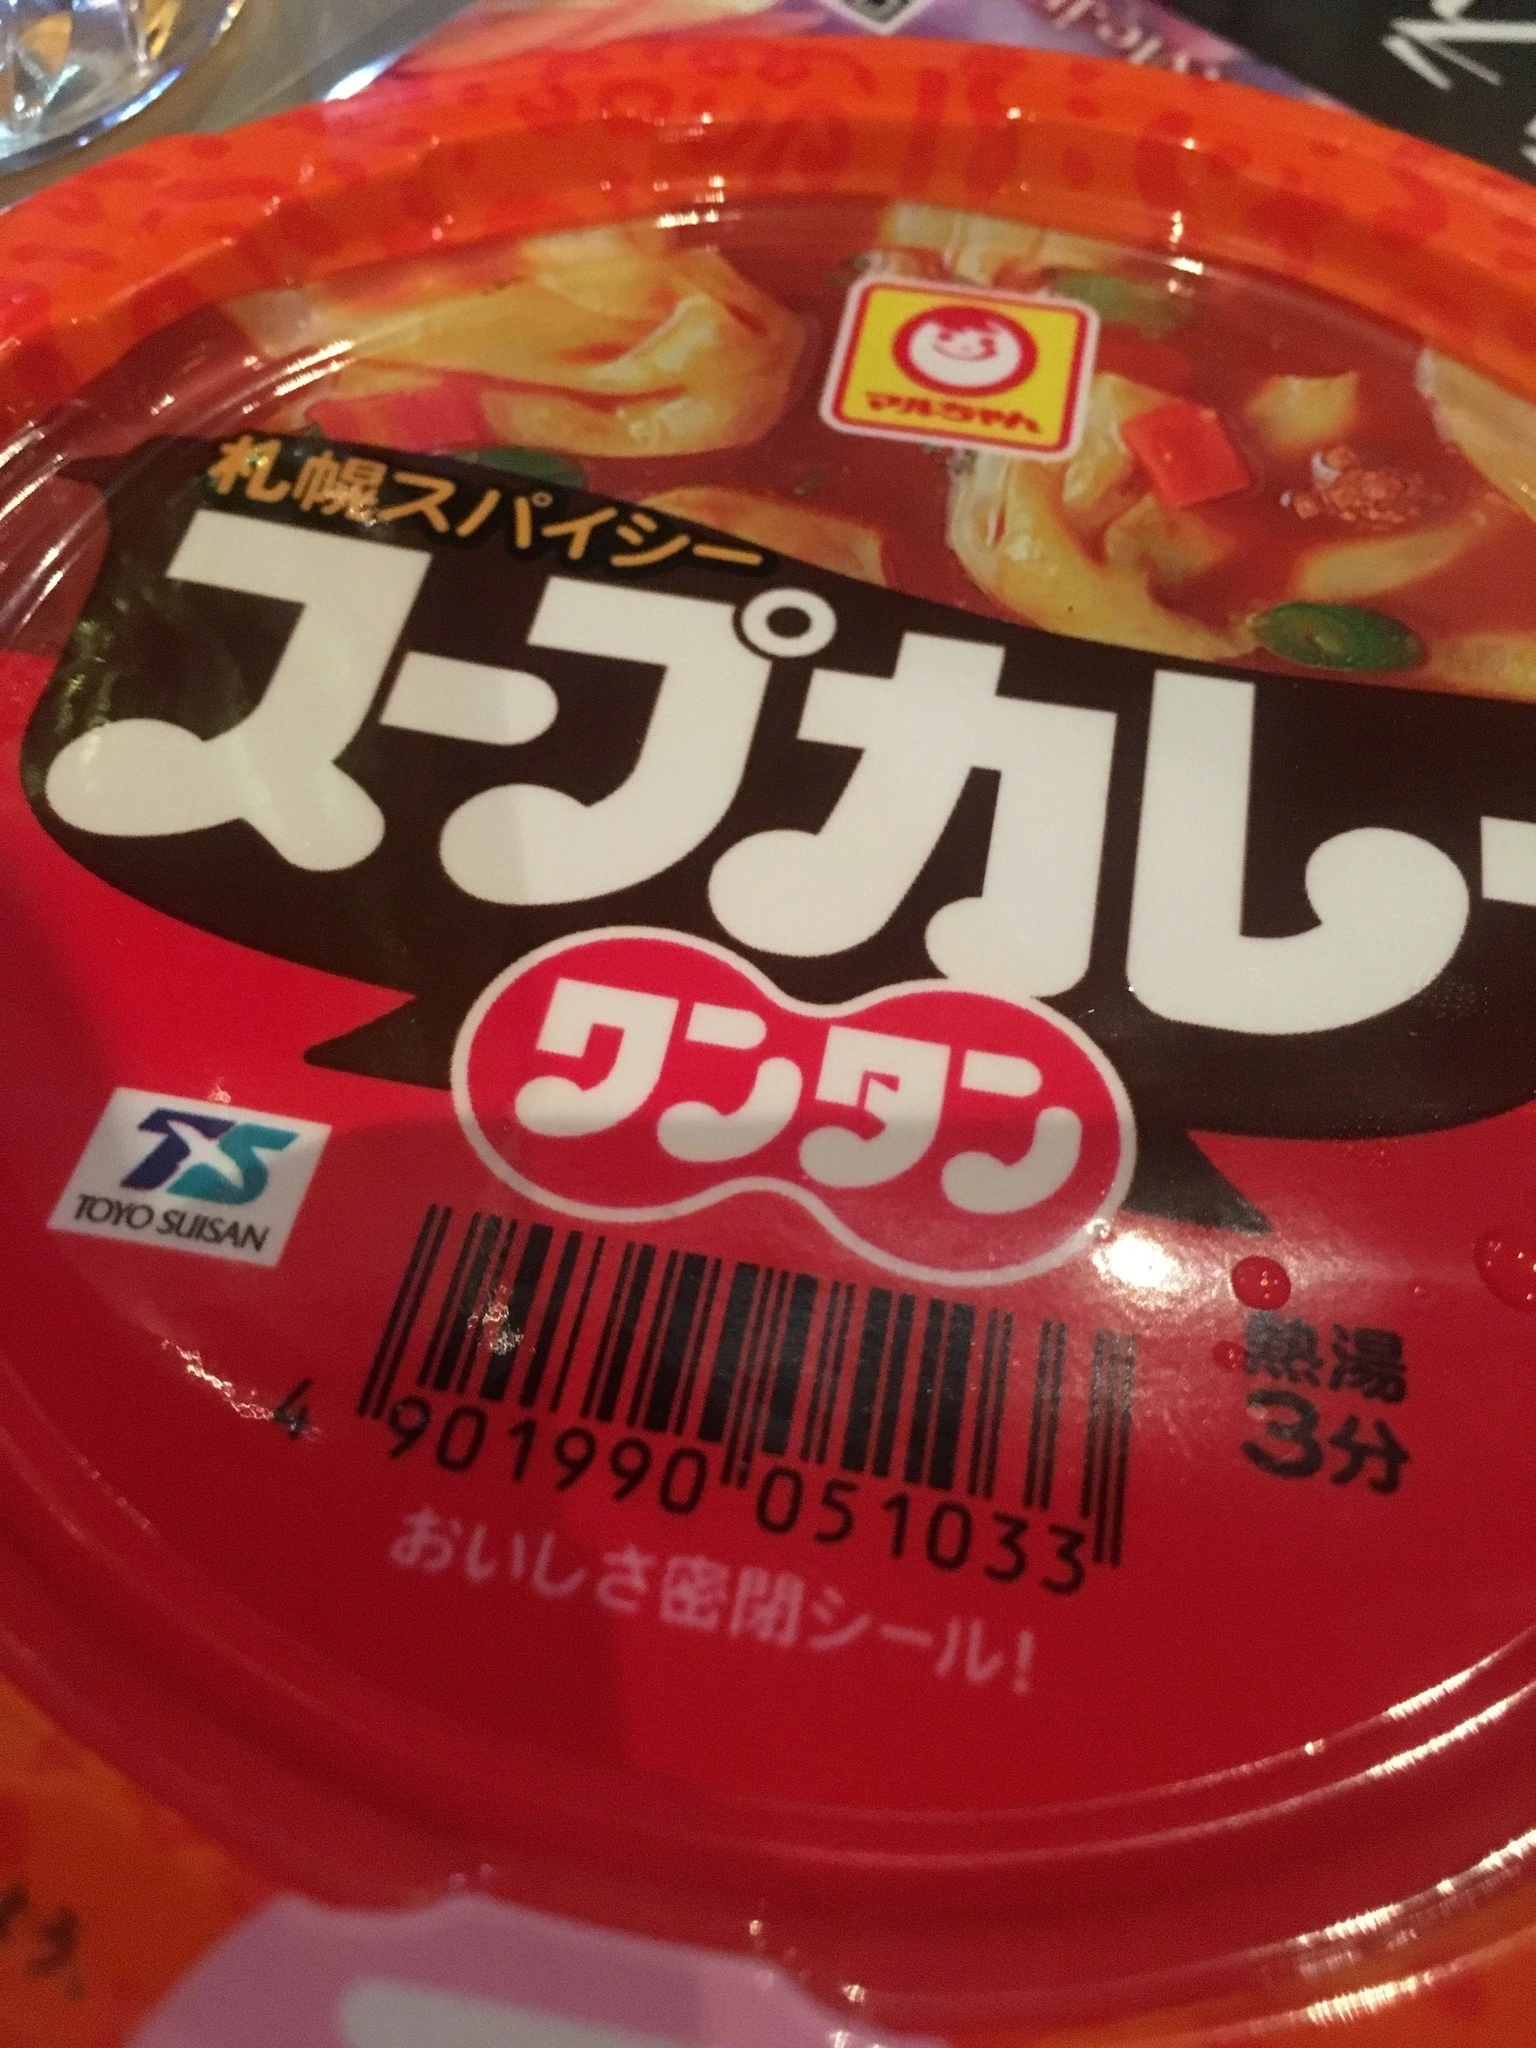 マルちゃん
札幌スパイシー
スープカレー
ワンタン
TS
TOYO SUISAN
熱湯
3分
4 901990 051033
おいしさ密閉シール!